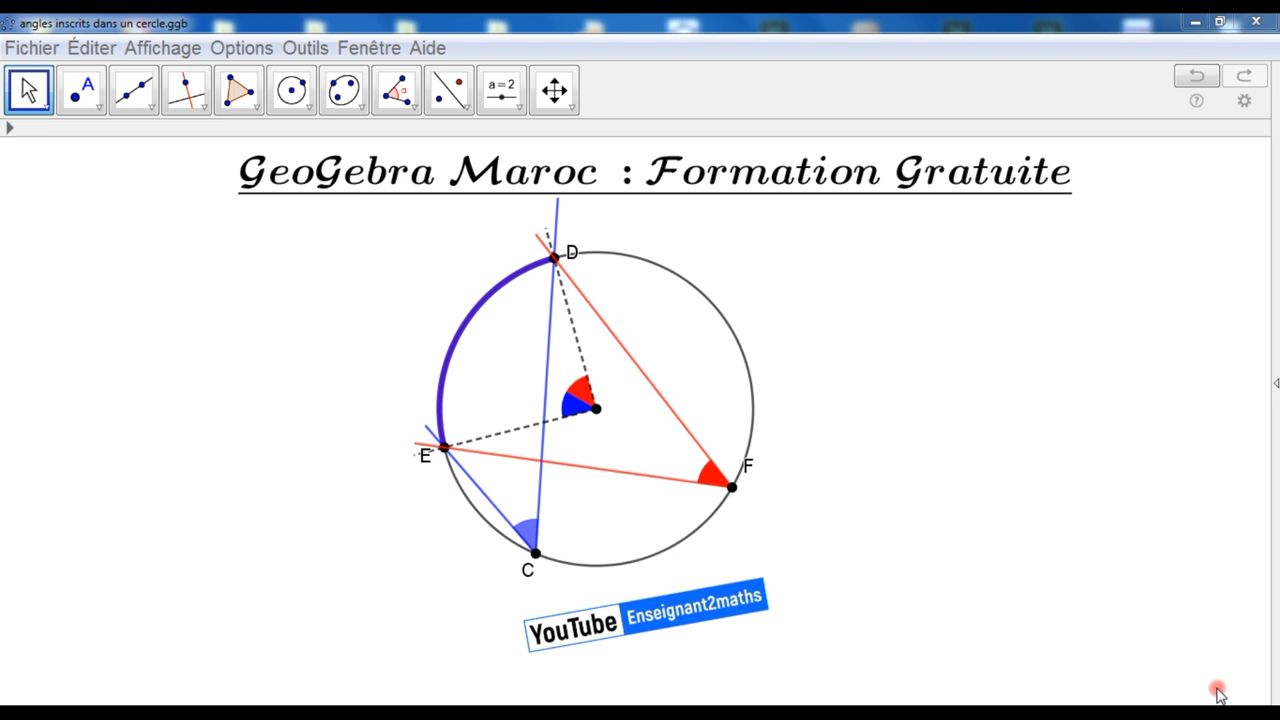 angles inscrits dans un cercle.ggb
Fichier Éditer Affichage Options Outils Fenêtre Aide
A
α
a = 2
GeoGebra Maroc : Formation Gratuite
D
E
F
C
YouTube Enseignant2maths